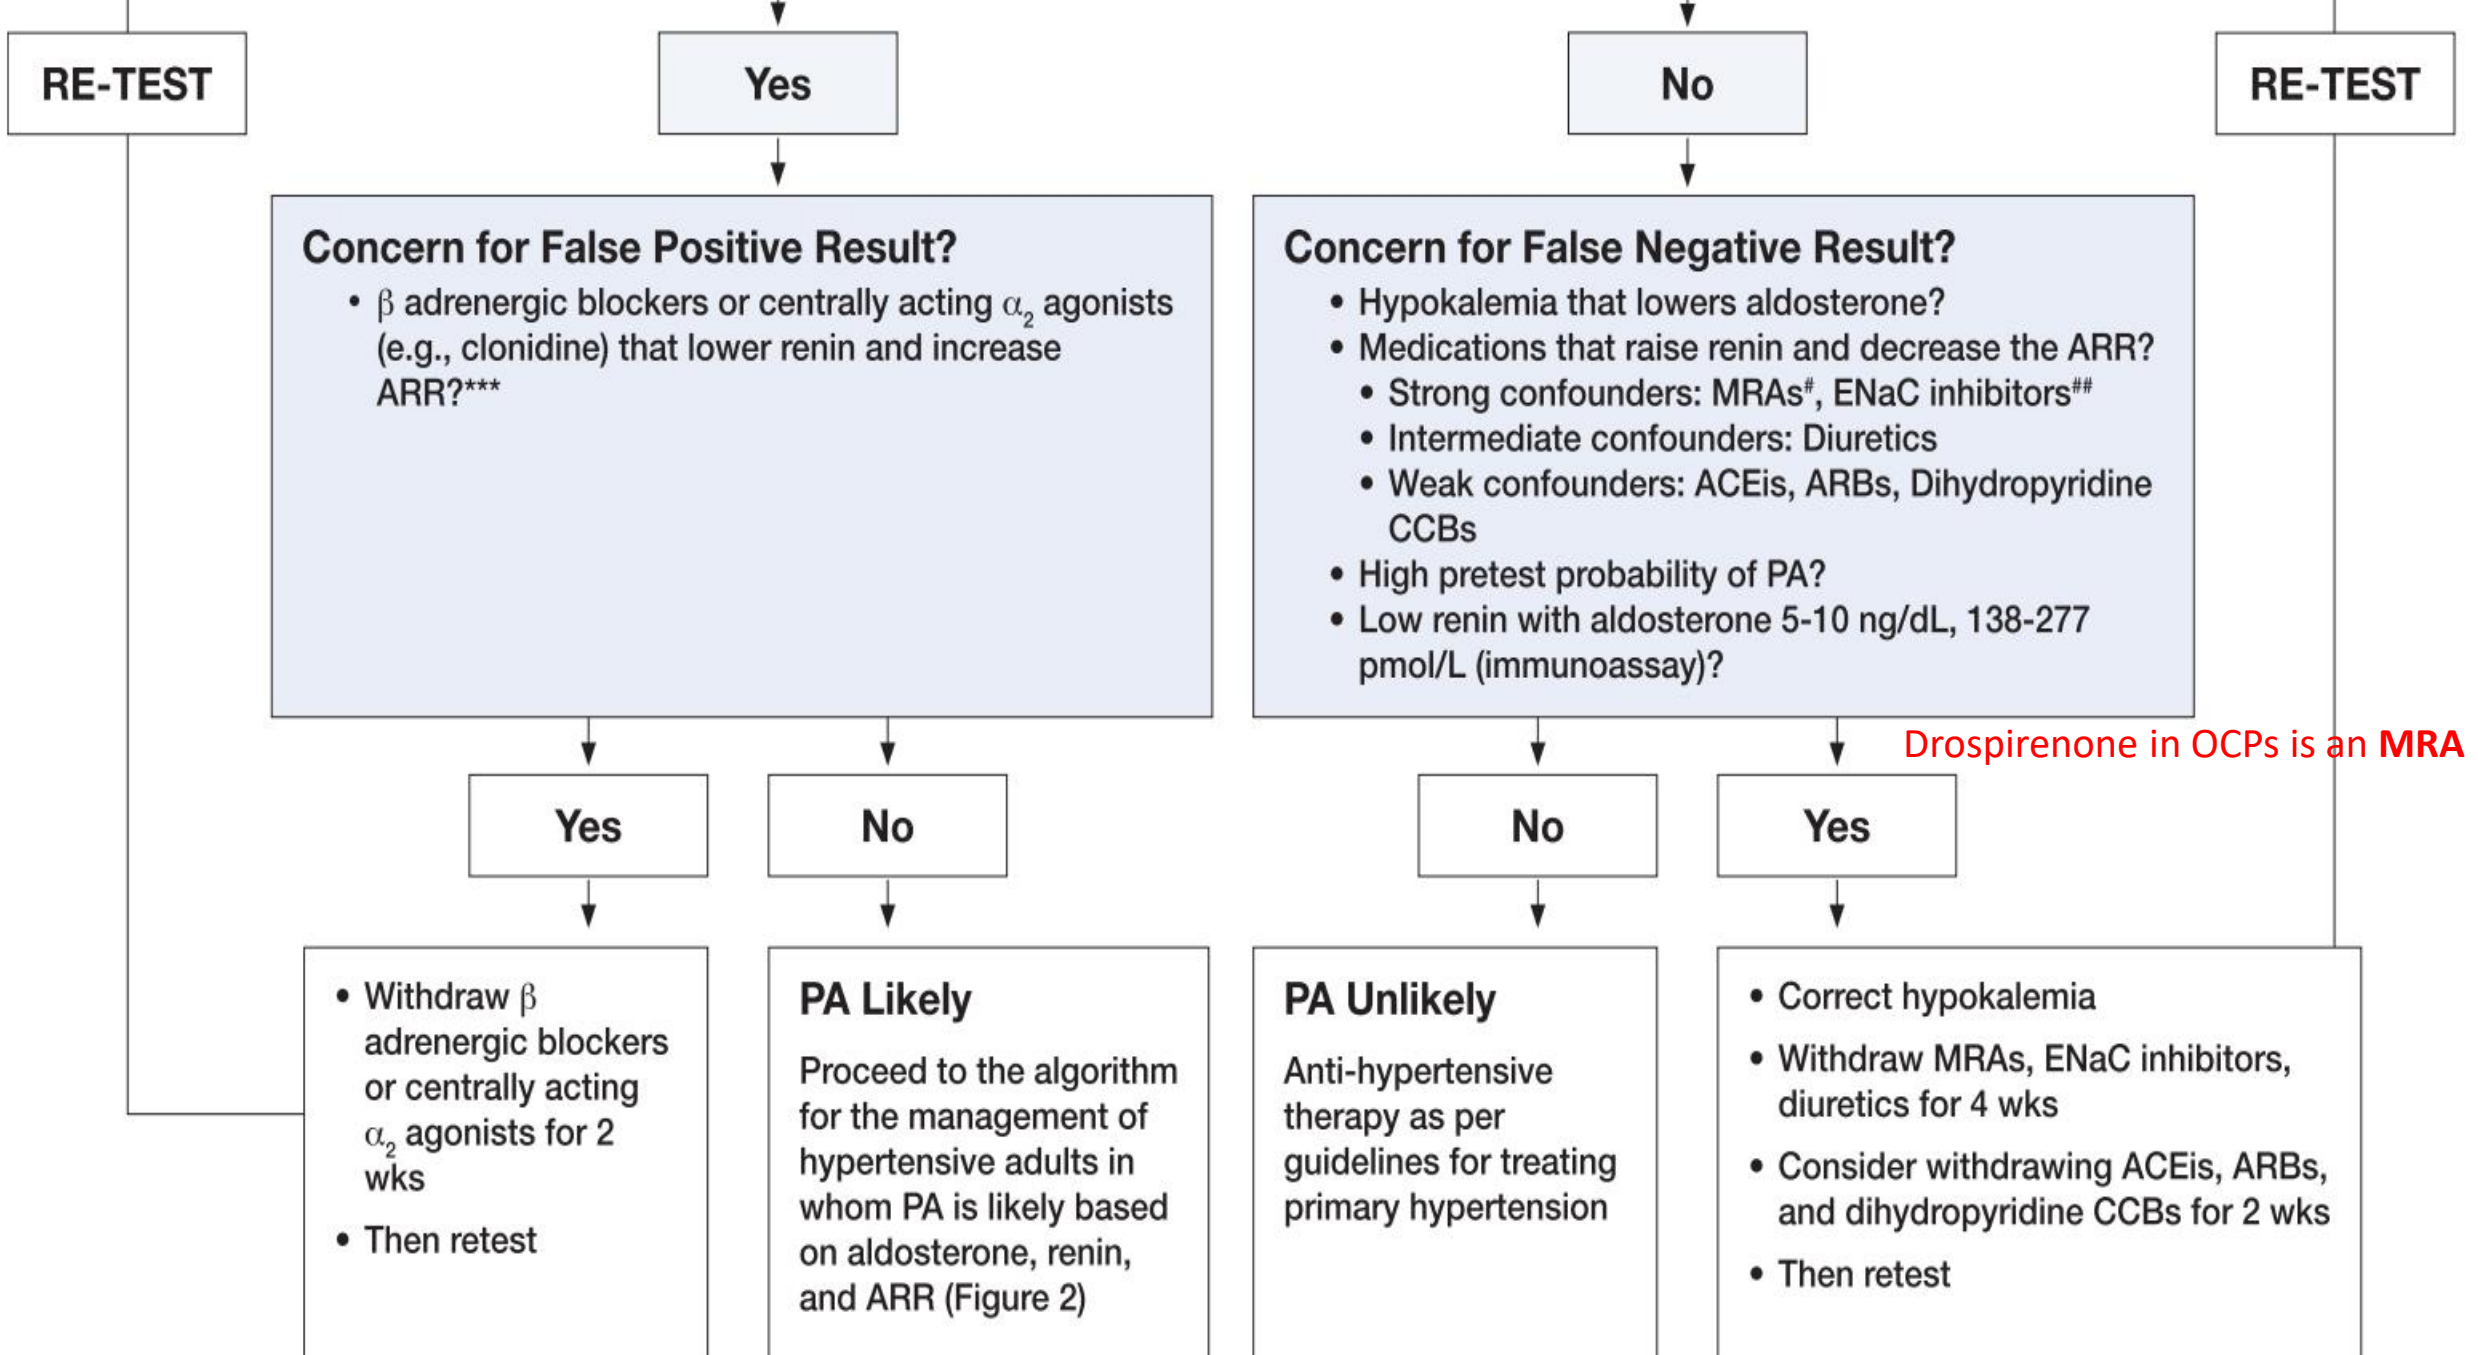 RE-TEST
Yes
No
RE-TEST
Concern for False Positive Result?
• β adrenergic blockers or centrally acting α₂ agonists
(e.g., clonidine) that lower renin and increase
ARR?***
Concern for False Negative Result?
• Hypokalemia that lowers aldosterone?
• Medications that raise renin and decrease the ARR?
• Strong confounders: MRAs#, ENaC inhibitors##
• Intermediate confounders: Diuretics
• Weak confounders: ACEis, ARBs, Dihydropyridine
CCBs
• High pretest probability of PA?
• Low renin with aldosterone 5-10 ng/dL, 138-277
pmol/L (immunoassay)?
Drospirenone in OCPs is an MRA
Yes
No
No
Yes
• Withdraw β
adrenergic blockers
or centrally acting
α₂ agonists for 2
wks
• Then retest
PA Likely
Proceed to the algorithm
for the management of
hypertensive adults in
whom PA is likely based
on aldosterone, renin,
and ARR (Figure 2)
PA Unlikely
Anti-hypertensive
therapy as per
guidelines for treating
primary hypertension
• Correct hypokalemia
• Withdraw MRAs, ENaC inhibitors,
diuretics for 4 wks
• Consider withdrawing ACEis, ARBs,
and dihydropyridine CCBs for 2 wks
• Then retest